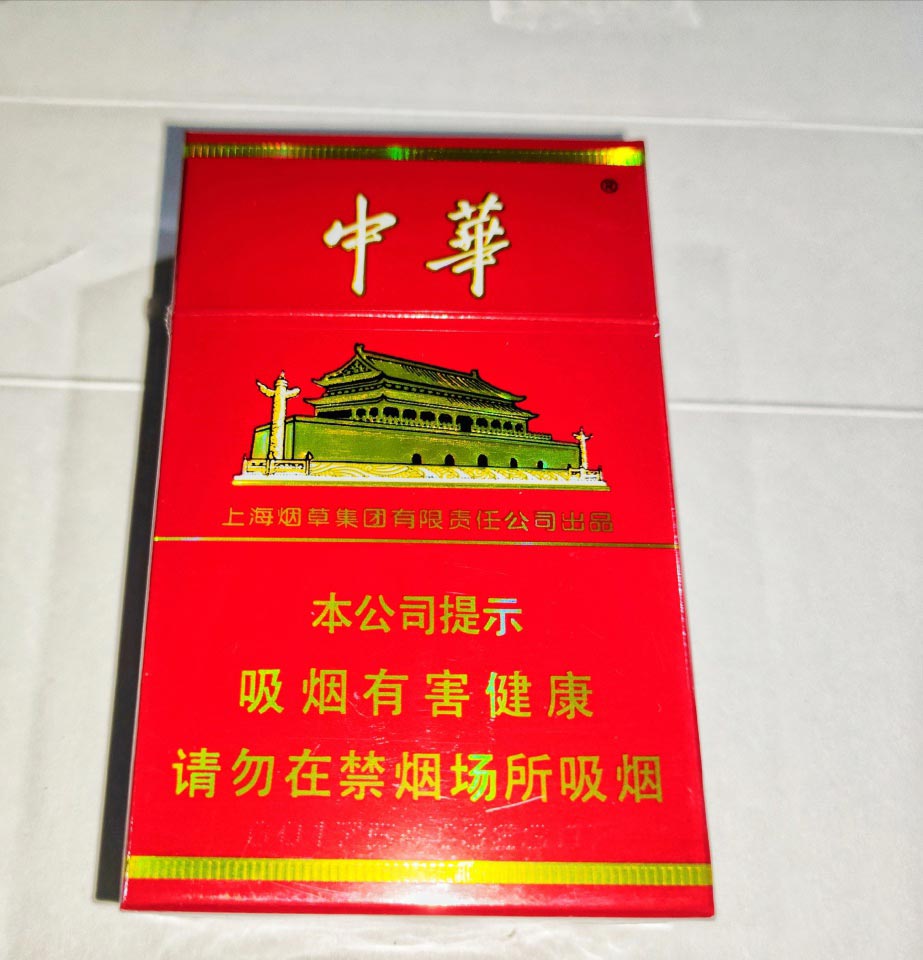 中華
®
上海烟草集团有限责任公司出品
本公司提示
吸烟有害健康
请勿在禁烟场所吸烟